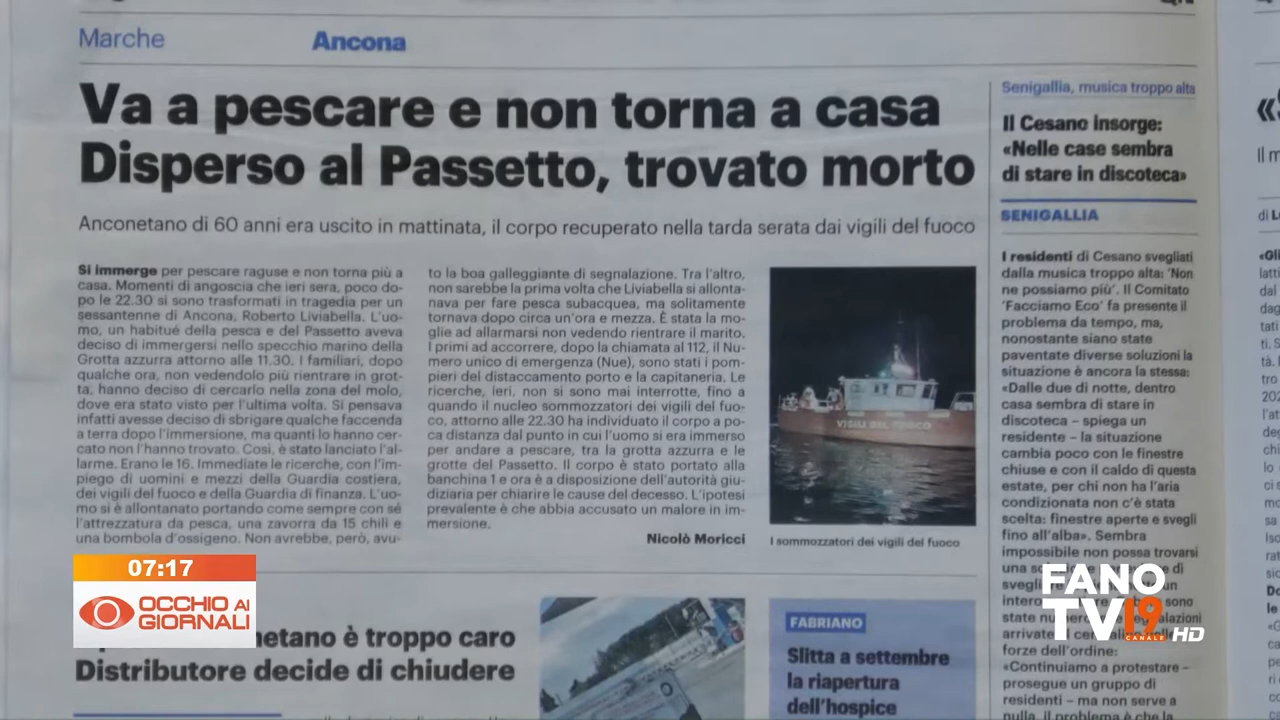 Marche
Ancona
Va a pescare e non torna a casa
Disperso al Passetto, trovato morto
Anconetano di 60 anni era uscito in mattinata, il corpo recuperato nella tarda serata dai vigili del fuoco
Si immerge per pescare raguse e non torna più a
casa. Momenti di angoscia che ieri sera, poco do-
po le 22.30 si sono trasformati in tragedia per un
sessantenne di Ancona, Roberto Liviabella. L'uo-
mo, un habitué della pesca e del Passetto aveva
deciso di immergersi nello specchio marino della
Grotta azzurra attorno alle 11.30. I familiari, dopo
qualche ora, non vedendolo più rientrare in grot-
ta, hanno deciso di cercarlo nella zona del molo,
dove era stato visto per l'ultima volta. Si pensava
infatti avesse deciso di sbrigare qualche faccenda
a terra dopo l'immersione, ma quanti lo hanno cer-
cato non l'hanno trovato. Così, è stato lanciato l'al-
larme. Erano le 16. Immediate le ricerche, con l'im-
piego di uomini e mezzi della Guardia costiera,
dei vigili del fuoco e della Guardia di finanza. L'uo-
mo si è allontanato portando come sempre con sé
l'attrezzatura da pesca, una zavorra da 15 chili e
una bombola d'ossigeno. Non avrebbe, però, avu-
to la boa galleggiante di segnalazione. Tra l'altro,
non sarebbe la prima volta che Liviabella si allonta-
nava per fare pesca subacquea, ma solitamente
tornava dopo circa un'ora e mezza. È stata la mo-
glie ad allarmarsi non vedendo rientrare il marito.
I primi ad accorrere, dopo la chiamata al 112, il Nu-
mero unico di emergenza (Nue), sono stati i pom-
pieri del distaccamento porto e la capitaneria. Le
ricerche, ieri, non si sono mai interrotte, fino a
quando il nucleo sommozzatori dei vigili del fuo-
co, attorno alle 22.30 ha individuato il corpo a po-
ca distanza dal punto in cui l'uomo si era immerso
per andare a pescare, tra la grotta azzurra e le
grotte del Passetto. Il corpo è stato portato alla
banchina 1 e ora è a disposizione dell'autorità giu-
diziaria per chiarire le cause del decesso. L'ipotesi
prevalente è che abbia accusato un malore in im-
mersione.
Nicolò Moricci
VIGILI DEL FUOCO
I sommozzatori dei vigili del fuoco
Senigallia, musica troppo alta
Il Cesano insorge:
«Nelle case sembra
di stare in discoteca»
SENIGALLIA
I residenti di Cesano svegliati
dalla musica troppo alta: 'Non
ne possiamo più'. Il Comitato
'Facciamo Eco' fa presente il
problema da tempo, ma,
nonostante siano state
paventate diverse soluzioni la
situazione è ancora la stessa:
«Dalle due di notte, dentro
casa sembra di stare in
discoteca – spiega un
residente – la situazione
cambia poco con le finestre
chiuse e con il caldo di questa
estate, per chi non ha l'aria
condizionata non c'è stata
scelta: finestre aperte e svegli
fino all'alba». Sembra
impossibile non possa trovarsi
una di
sono
state
arrivate
forze dell'ordine:
«Continuiamo a protestare –
prosegue un gruppo di
residenti – ma non serve a
nulla, il problema è che la
netano è troppo caro
Distributore decide di chiudere
FABRIANO
Slitta a settembre
la riapertura
dell'hospice
07:17
OCCHIO AI
GIORNALI
FANO
TV19
CANALE HD